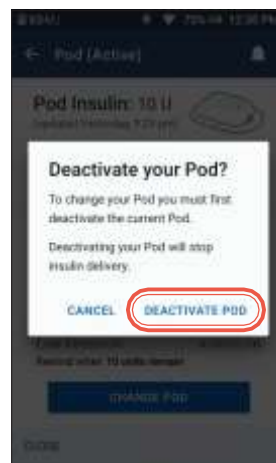 Pod (Active)
Pod Insulin: 10 U
Deactivate your Pod?
To change your Pod you must first
deactivate the current Pod.
Deactivating your Pod will stop
insulin delivery.
CANCEL
DEACTIVATE POD
CHANGE POD
CLOSE